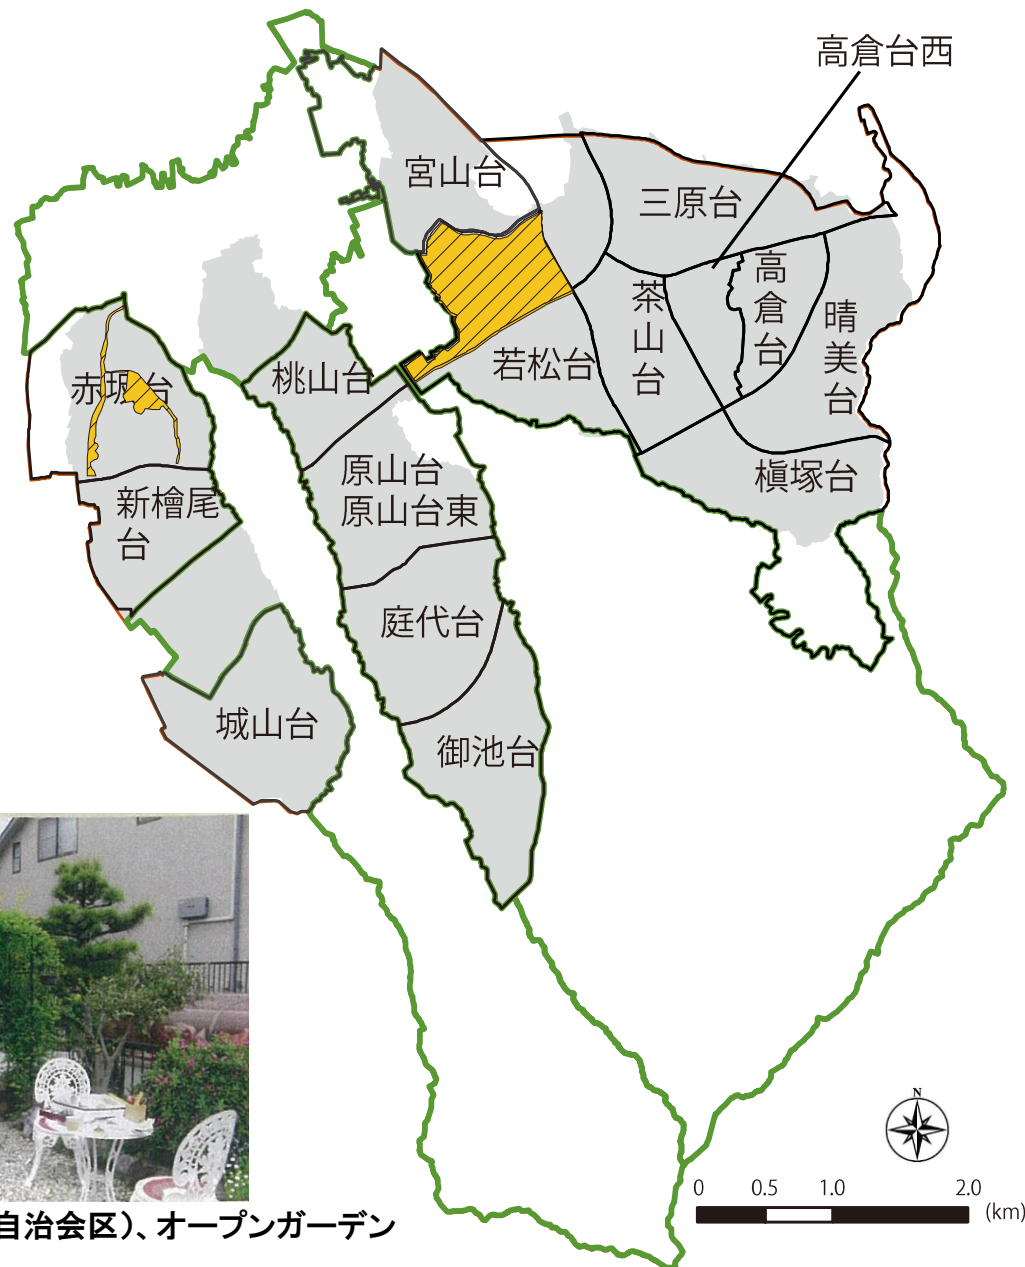 高倉台西
宮山台
三原台
高
倉
台
茶
山
台
晴
美
台
若松台
桃山台
赤坂台
槇塚台
原山台
原山台東
新檜尾
台
庭代台
城山台
御池台
N
0 0.5 1.0 2.0
(km)
自治会区)、オープンガーデン